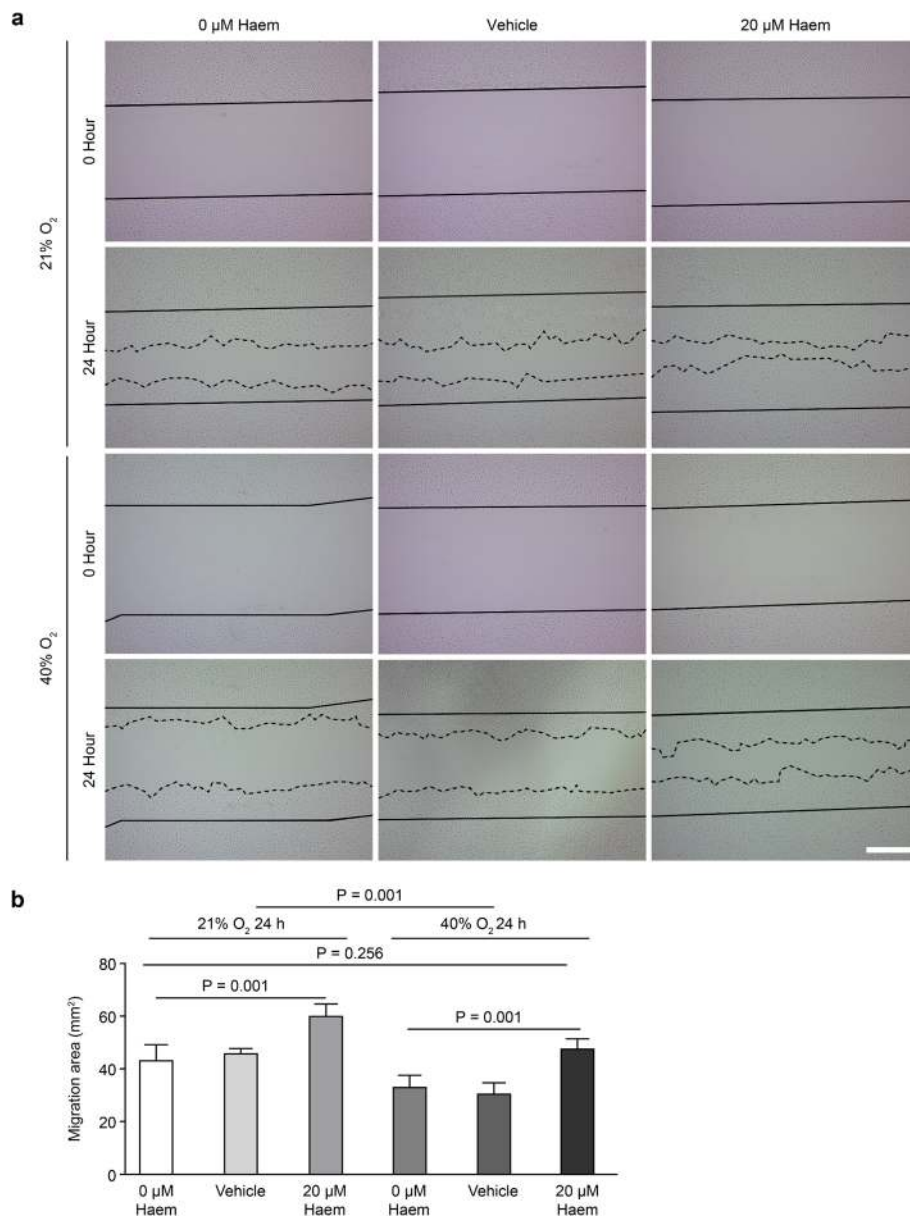 a
0 µM Haem
Vehicle
20 µM Haem
21% O₂
0 Hour
24 Hour
40% O₂
0 Hour
24 Hour
b
P = 0.001
21% O₂ 24 h
40% O₂ 24 h
P = 0.256
P = 0.001
P = 0.001
Migration area (mm²)
80
60
40
20
0
0 µM
Haem
Vehicle
20 µM
Haem
0 µM
Haem
Vehicle
20 µM
Haem